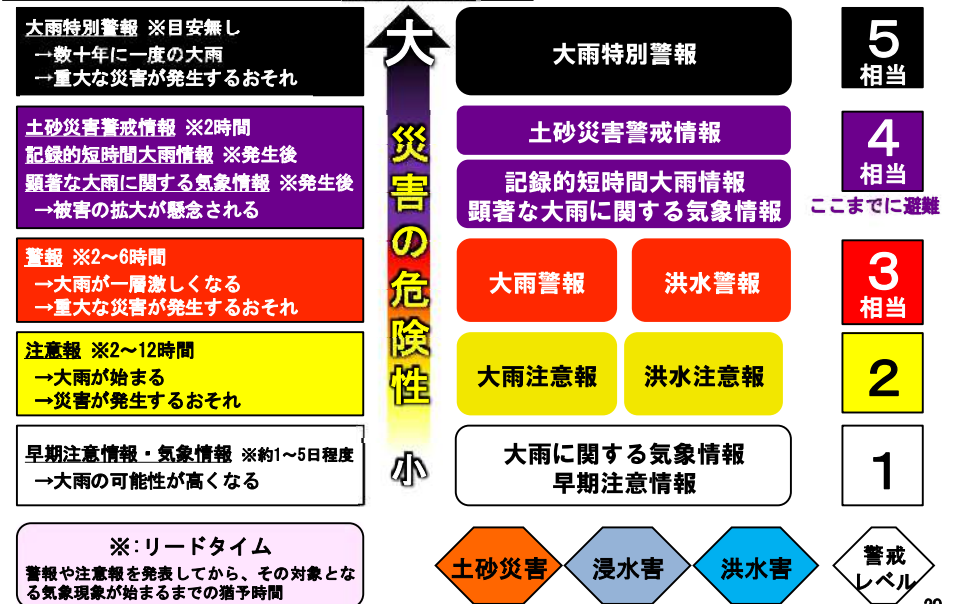 大雨特別警報 ※目安無し
→数十年に一度の大雨
→重大な災害が発生するおそれ
大
災害の危険性
小
大雨特別警報
5
相当
土砂災害警戒情報 ※2時間
記録的短時間大雨情報 ※発生後
顕著な大雨に関する気象情報 ※発生後
→被害の拡大が懸念される
土砂災害警戒情報
記録的短時間大雨情報
顕著な大雨に関する気象情報
4
相当
ここまでに避難
警報 ※2～6時間
→大雨が一層激しくなる
→重大な災害が発生するおそれ
大雨警報
洪水警報
3
相当
注意報 ※2～12時間
→大雨が始まる
→災害が発生するおそれ
大雨注意報
洪水注意報
2
早期注意情報・気象情報 ※約1～5日程度
→大雨の可能性が高くなる
大雨に関する気象情報
早期注意情報
1
※:リードタイム
警報や注意報を発表してから、その対象とな
る気象現象が始まるまでの猶予時間
土砂災害
浸水害
洪水害
警戒
レベル